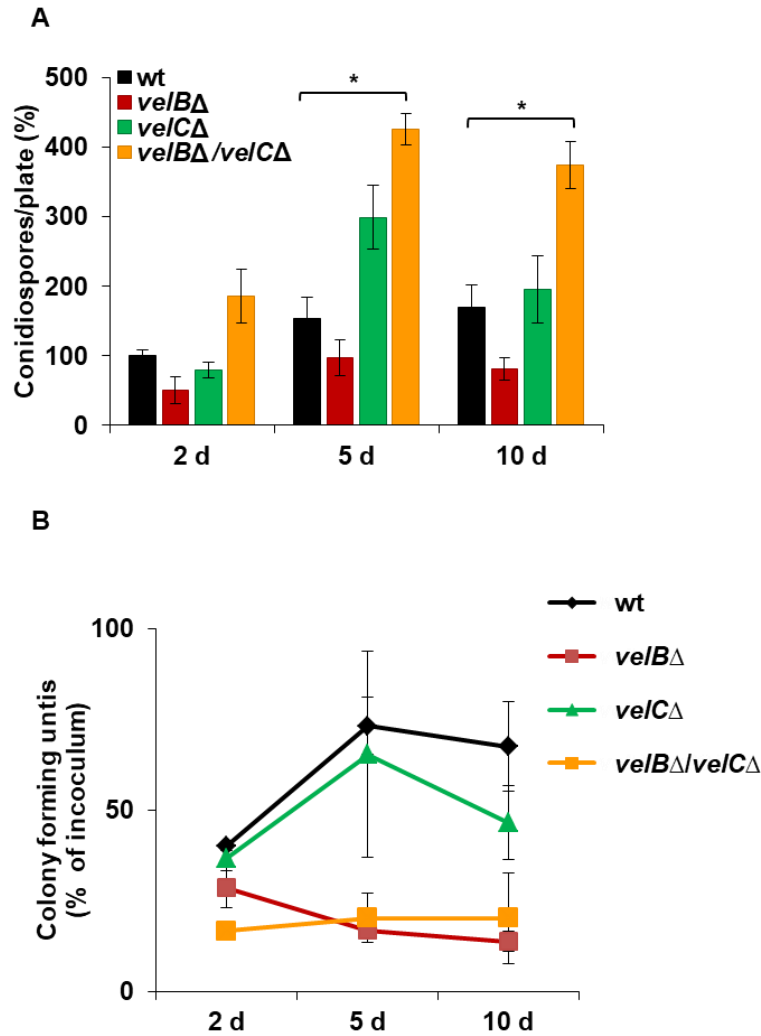 A
500
400
300
200
100
0
Conidiospores/plate (%)
wt
velBΔ
velCΔ
velBΔ/velCΔ
*
*
2 d
5 d
10 d
B
100
50
0
Colony forming untis
(% of incoculum)
wt
velBΔ
velCΔ
velBΔ/velCΔ
2 d
5 d
10 d